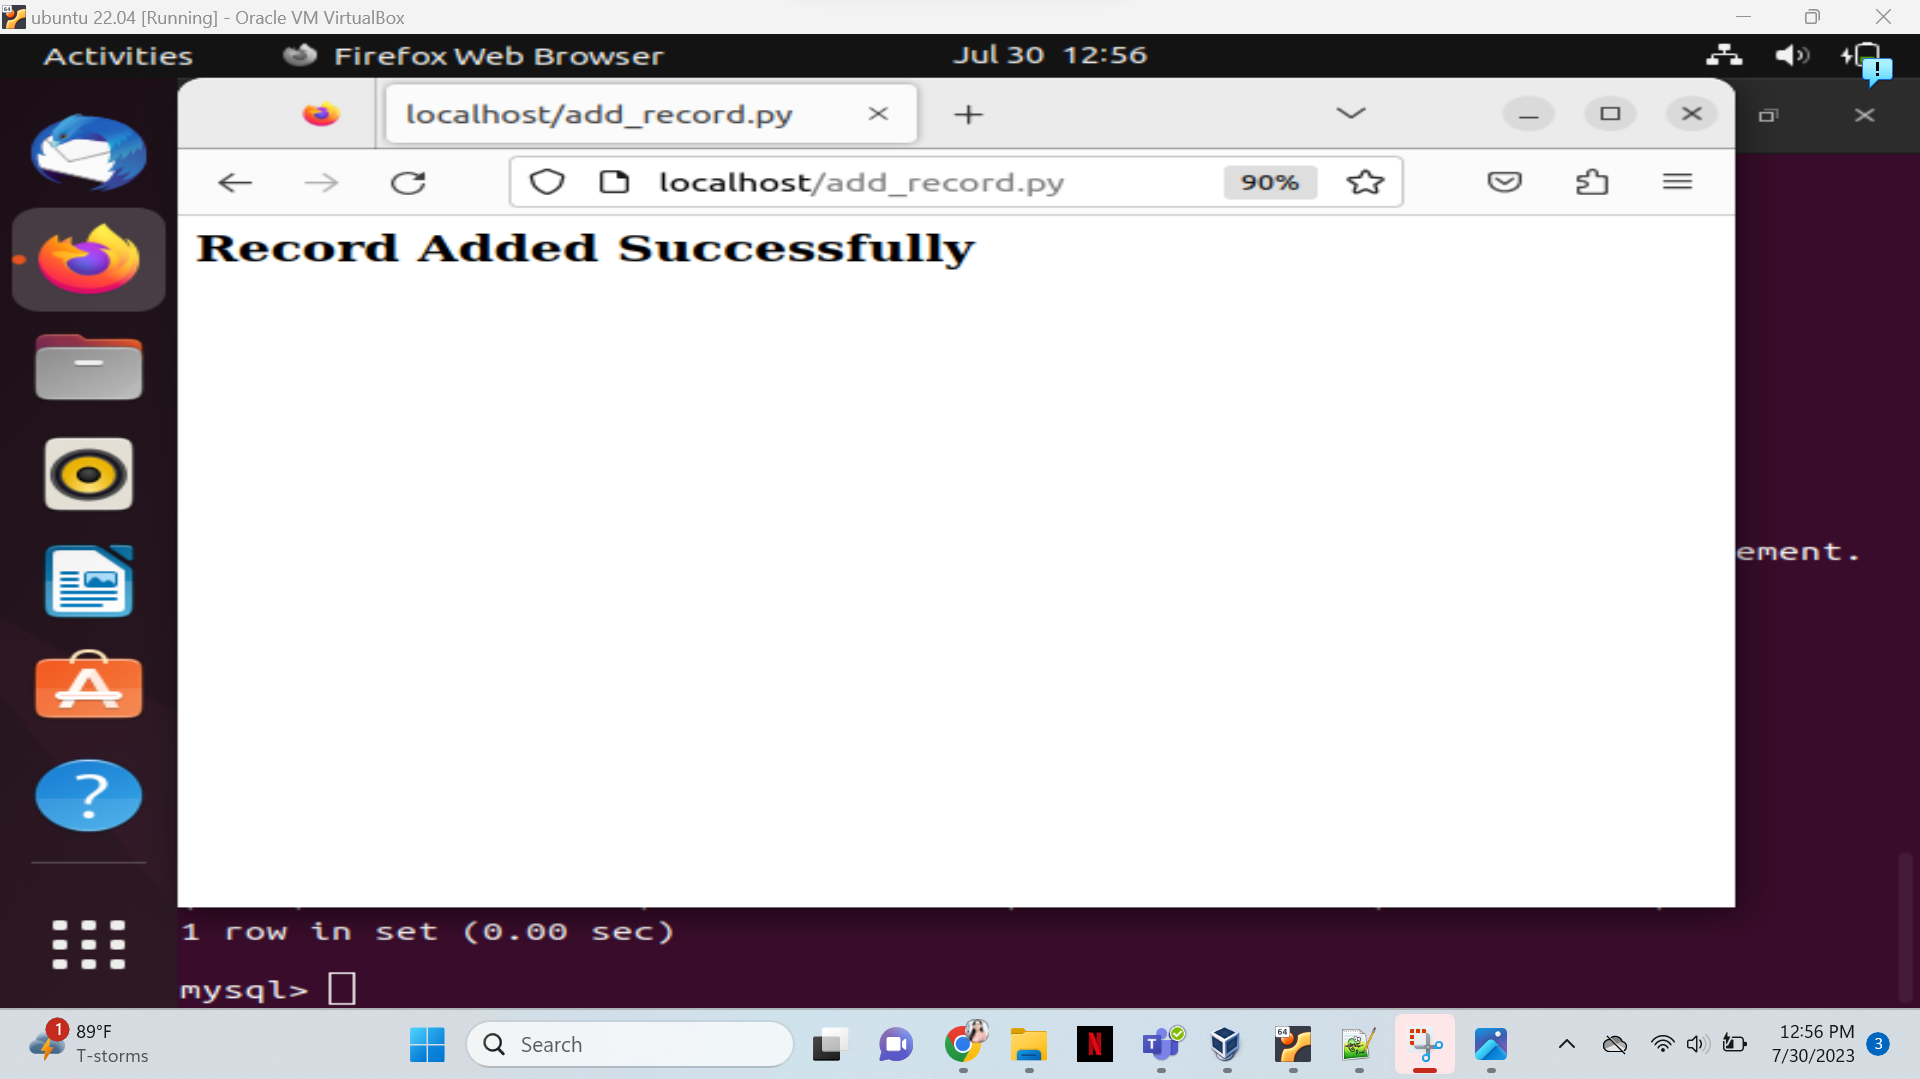 ubuntu 22.04 [Running] - Oracle VM VirtualBox
Activities Firefox Web Browser Jul 30 12:56
localhost/add_record.py
localhost/add_record.py 90%
Record Added Successfully
ement.
1 row in set (0.00 sec)
mysql>
1 89°F
T-storms
Search
64
T
N
12:56 PM
7/30/2023
3